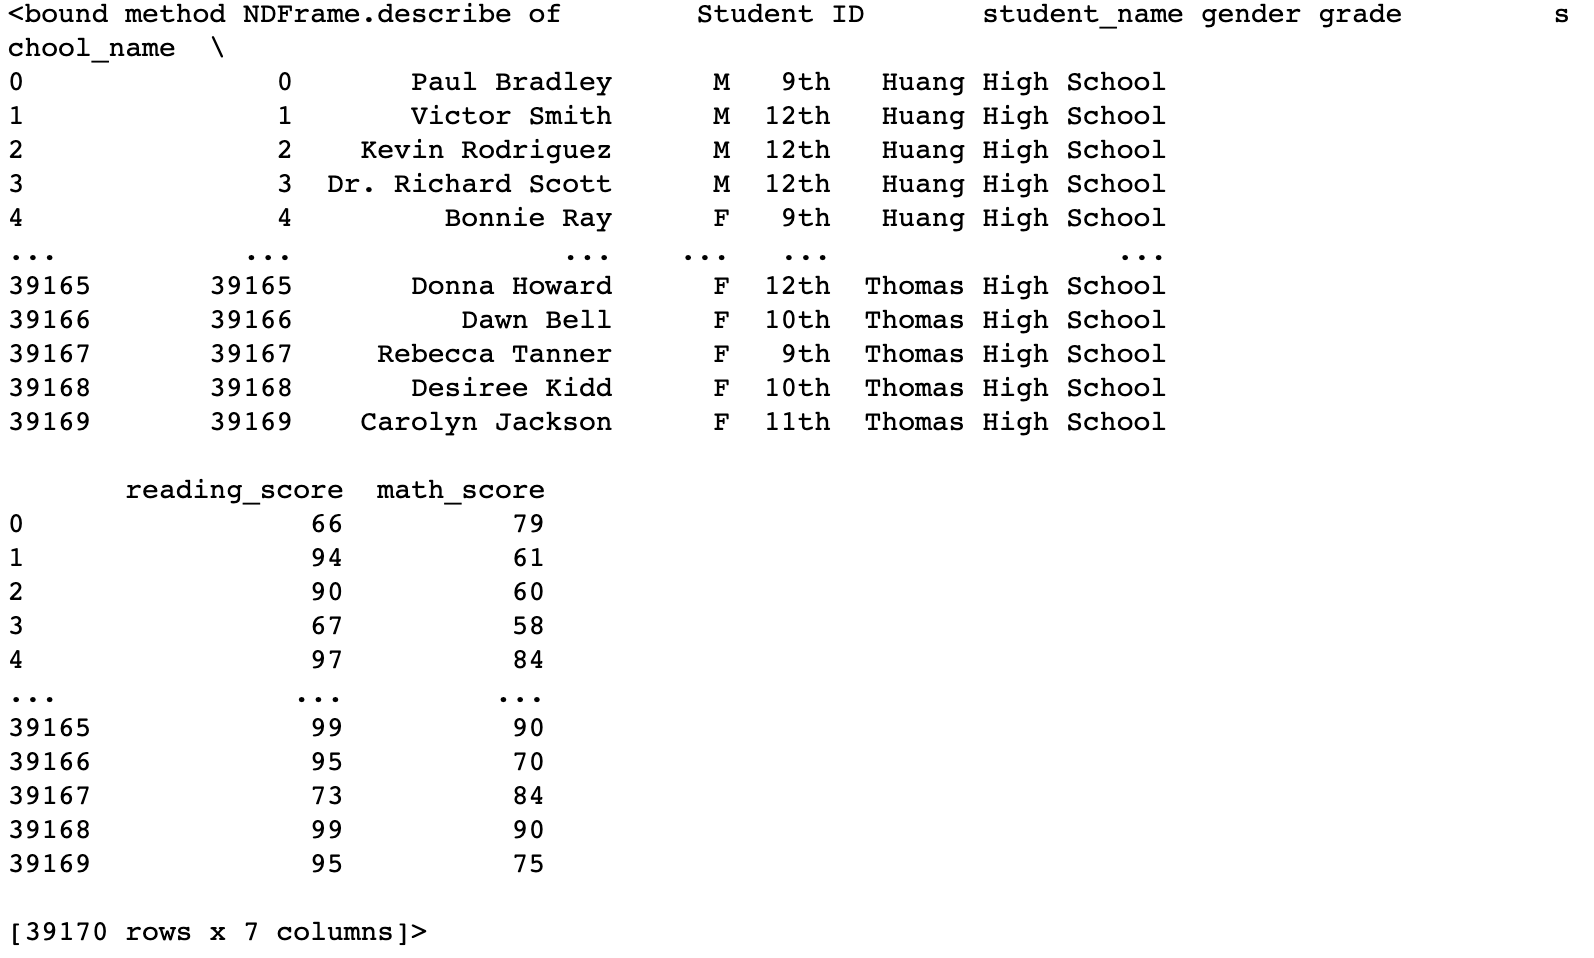 <bound method NDFrame.describe of        Student ID       student_name gender grade         s
chool_name  \
0               0       Paul Bradley      M   9th   Huang High School
1               1       Victor Smith      M  12th   Huang High School
2               2    Kevin Rodriguez      M  12th   Huang High School
3               3  Dr. Richard Scott      M  12th   Huang High School
4               4         Bonnie Ray      F   9th   Huang High School
...           ...                ...    ...   ...                 ...
39165       39165       Donna Howard      F  12th  Thomas High School
39166       39166          Dawn Bell      F  10th  Thomas High School
39167       39167     Rebecca Tanner      F   9th  Thomas High School
39168       39168       Desiree Kidd      F  10th  Thomas High School
39169       39169    Carolyn Jackson      F  11th  Thomas High School
       reading_score  math_score
0                 66          79
1                 94          61
2                 90          60
3                 67          58
4                 97          84
...              ...         ...
39165             99          90
39166             95          70
39167             73          84
39168             99          90
39169             95          75
[39170 rows x 7 columns]>